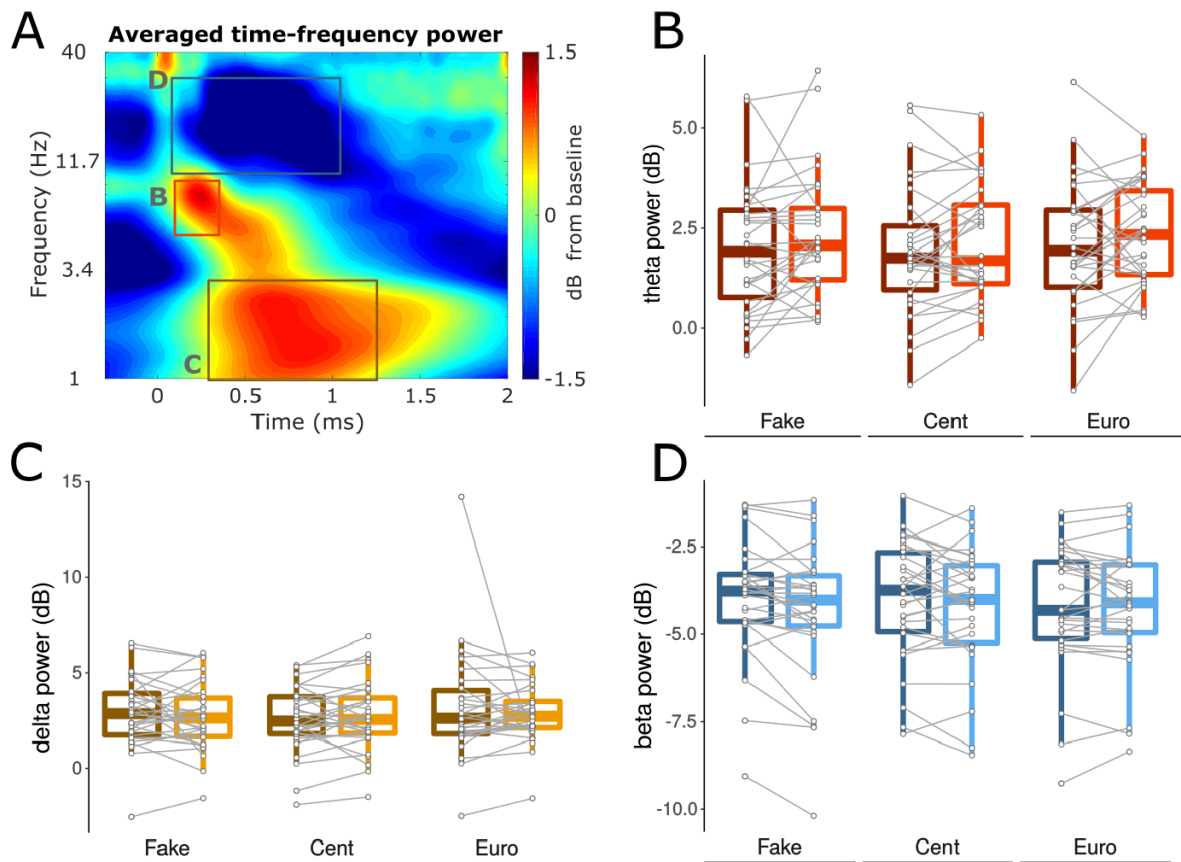 A
Averaged time-frequency power
Frequency (Hz)
40
11.7
3.4
1
D
B
C
0
0.5
1
1.5
2
Time (ms)
1.5
0
-1.5
dB from baseline
B
theta power (dB)
5.0
2.5
0.0
Fake
Cent
Euro
C
delta power (dB)
15
10
5
0
Fake
Cent
Euro
D
beta power (dB)
-2.5
-5.0
-7.5
-10.0
Fake
Cent
Euro